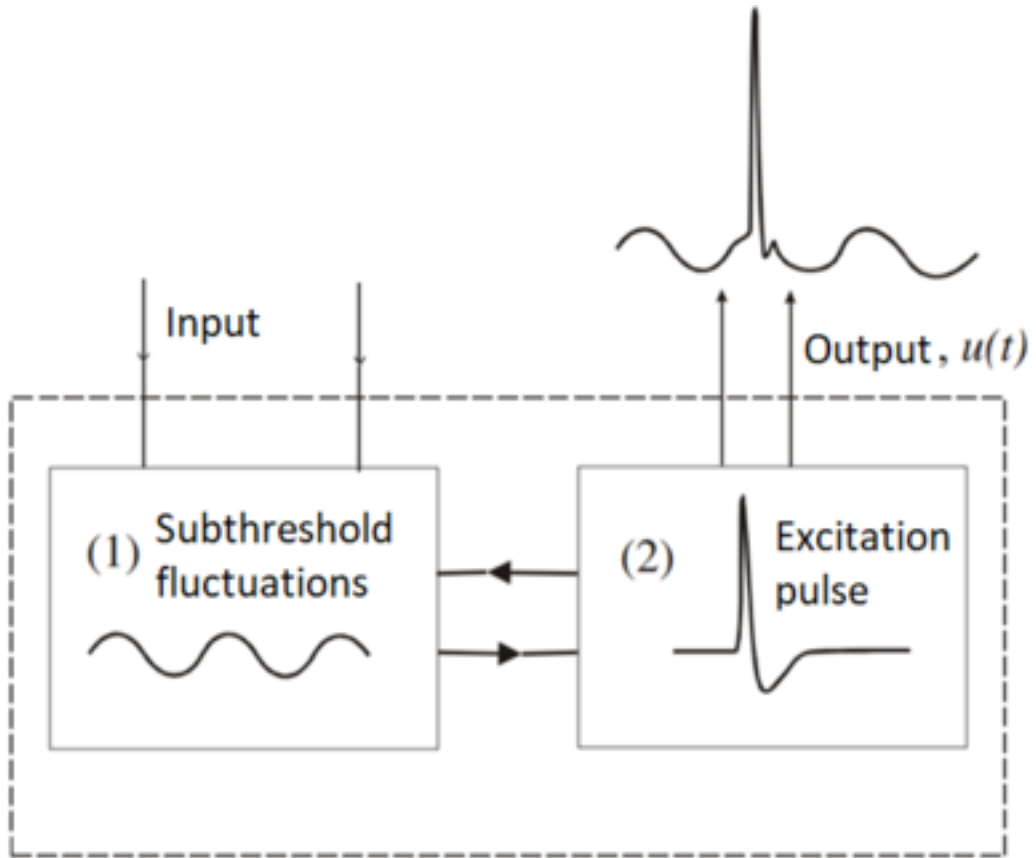 Input
Output, u(t)
(1) Subthreshold
fluctuations
(2) Excitation
pulse